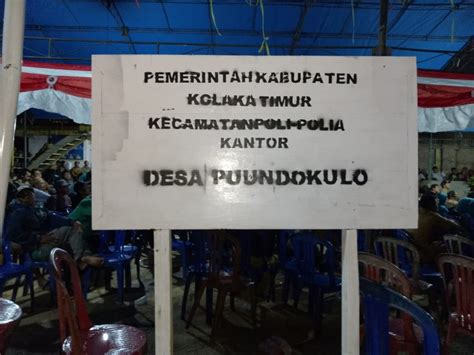 PEMERINTAH KABUPATEN
KOLAKA TIMUR
KECAMATAN POLI-POLIA
KANTOR
DESA PUUNDOKULO